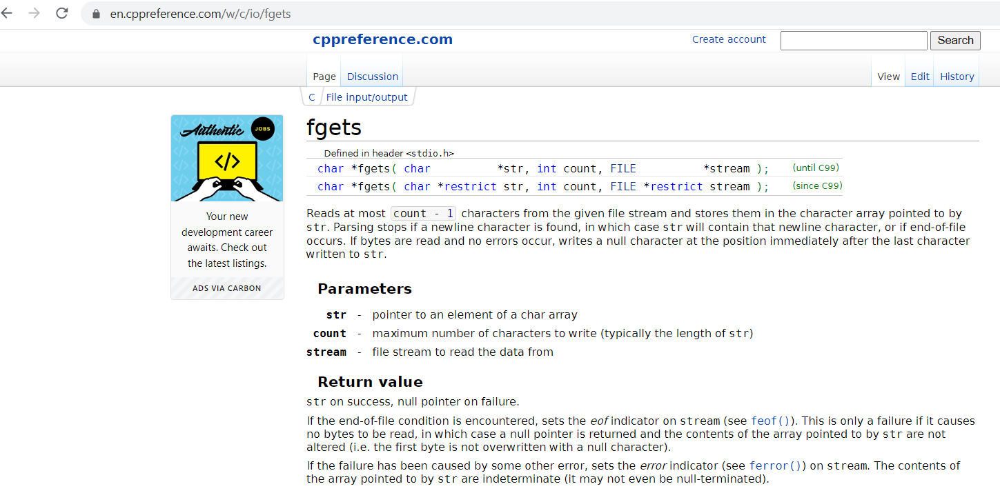 en.cppreference.com/w/c/io/fgets
cppreference.com
Create account
Search
Page
Discussion
View
Edit
History
C
File input/output
Authentic
JOBS
</>
Your new
development career
awaits. Check out
the latest listings.
ADS VIA CARBON
fgets
Defined in header <stdio.h>
char *fgets( char          *str, int count, FILE          *stream ); (until C99)
char *fgets( char *restrict str, int count, FILE *restrict stream ); (since C99)
Reads at most count - 1 characters from the given file stream and stores them in the character array pointed to by
str. Parsing stops if a newline character is found, in which case str will contain that newline character, or if end-of-file
occurs. If bytes are read and no errors occur, writes a null character at the position immediately after the last character
written to str.
Parameters
str - pointer to an element of a char array
count - maximum number of characters to write (typically the length of str)
stream - file stream to read the data from
Return value
str on success, null pointer on failure.
If the end-of-file condition is encountered, sets the eof indicator on stream (see feof()). This is only a failure if it causes
no bytes to be read, in which case a null pointer is returned and the contents of the array pointed to by str are not
altered (i.e. the first byte is not overwritten with a null character).
If the failure has been caused by some other error, sets the error indicator (see ferror()) on stream. The contents of
the array pointed to by str are indeterminate (it may not even be null-terminated).